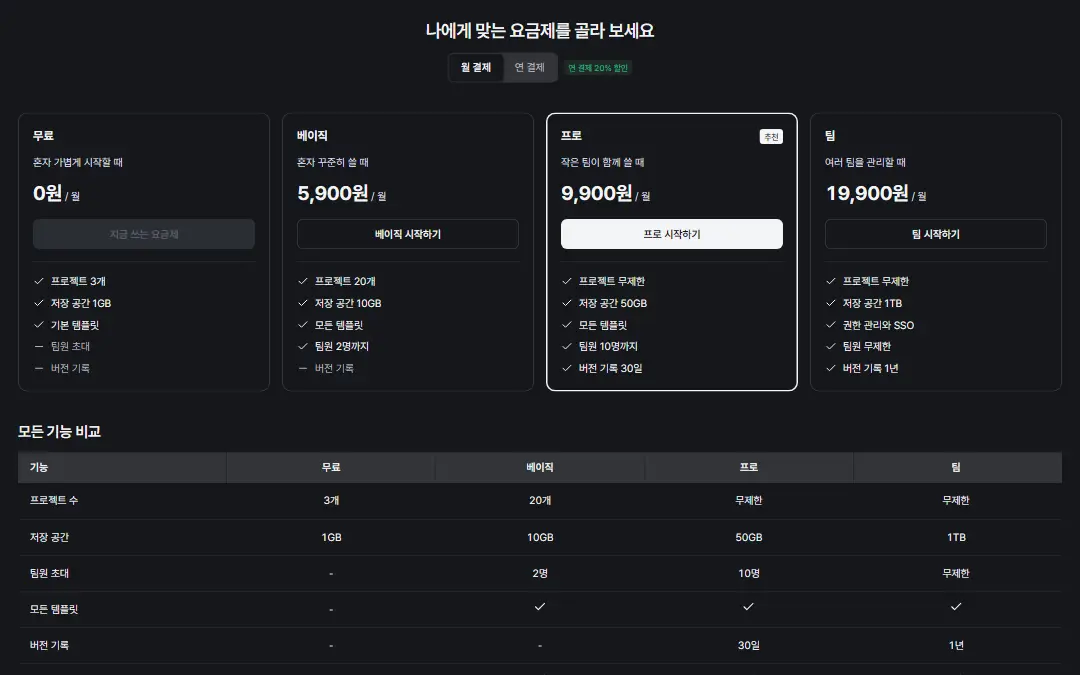 나에게 맞는 요금제를 골라 보세요
월 결제 연 결제 연 결제 20% 할인
무료
혼자 가볍게 시작할 때
0원 / 월
지금 쓰는 요금제
프로젝트 3개
저장 공간 1GB
기본 템플릿
팀원 초대
버전 기록
베이직
혼자 꾸준히 쓸 때
5,900원 / 월
베이직 시작하기
프로젝트 20개
저장 공간 10GB
모든 템플릿
팀원 2명까지
버전 기록
프로 추천
작은 팀이 함께 쓸 때
9,900원 / 월
프로 시작하기
프로젝트 무제한
저장 공간 50GB
모든 템플릿
팀원 10명까지
버전 기록 30일
팀
여러 팀을 관리할 때
19,900원 / 월
팀 시작하기
프로젝트 무제한
저장 공간 1TB
권한 관리와 SSO
팀원 무제한
버전 기록 1년
모든 기능 비교
기능 무료 베이직 프로 팀
프로젝트 수 3개 20개 무제한 무제한
저장 공간 1GB 10GB 50GB 1TB
팀원 초대 - 2명 10명 무제한
모든 템플릿 - ✓ ✓ ✓
버전 기록 - - 30일 1년